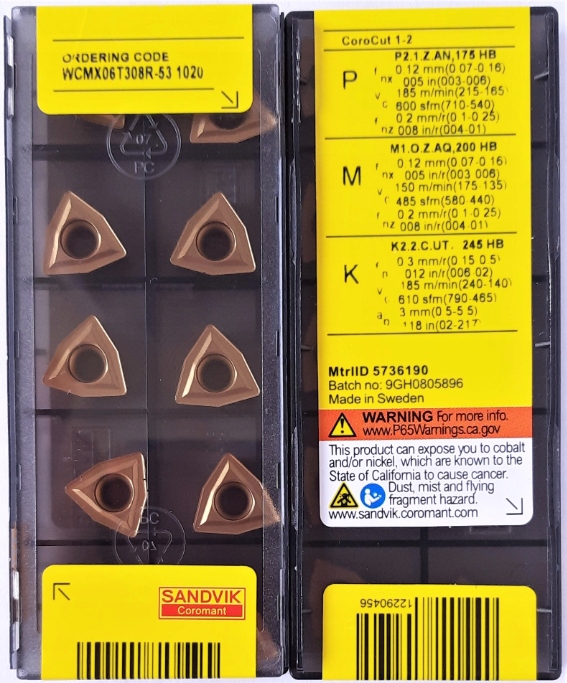 ORDERING CODE
WCMX06T308R-53 1020
PC
SANDVIK
Coromant
CoroCut 1-2
P
P2.1.Z.AN,175 HB
f nx 0 12 mm(0 07-0 16)
005 in(003-006)
v c 185 m/min(215-165)
600 sfm(710-540)
f nz 0 2 mm/r(0 1-0 25)
008 in/r(004-01)
M
M1.0.Z.AQ,200 HB
f nx 0 12 mm(0 07-0 16)
005 in/r(003-006)
v c 150 m/min(175-135)
485 sfm(580-440)
f nz 0 2 mm/r(0 1-0 25)
008 in/r(004-01)
K
K2.2.C.UT. 245 HB
f n 0 3 mm/r(0 15 0 5)
012 in/r(006-02)
v c 185 m/min(240-140)
610 sfm(790-465)
a p 3 mm(0 5-5 5)
118 in(02-217)
MtrlID 5736190
Batch no: 9GH0805896
Made in Sweden
WARNING For more info.
www.P65Warnings.ca.gov
This product can expose you to cobalt
and/or nickel, which are known to the
State of California to cause cancer.
Dust, mist and flying
fragment hazard.
www.sandvik.coromant.com
12290456